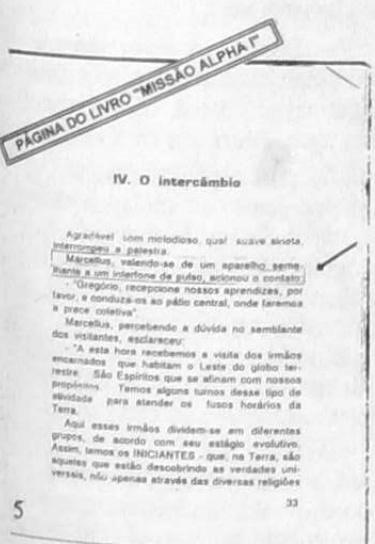 PÁGINA DO LIVRO "MISSÃO ALPHA I"
IV. O intercâmbio
Agradável som melodioso, qual suave sineta,
interrompeu a palestra.
Marcellus, valendo-se de um aparelho seme-
lhante a um interfone de pulso, acionou o contato:
- "Gregório, recepcione nossos aprendizes, por
favor, e conduza-os ao pátio central, onde faremos
a prece coletiva".
Marcellus, percebendo a dúvida no semblante
dos visitantes, esclareceu:
- "A esta hora recebemos a visita dos irmãos
encarnados que habitam o Leste do globo ter-
restre. São Espíritos que se afinam com nossos
propósitos. Temos alguns turnos desse tipo de
atividade para atender os fusos horários da
Terra.
Aqui esses irmãos dividem-se em diferentes
grupos, de acordo com seu estágio evolutivo.
Assim, temos os INICIANTES - que, na Terra, são
aqueles que estão descobrindo as verdades uni-
versais, não apenas através das diversas religiões
33
5